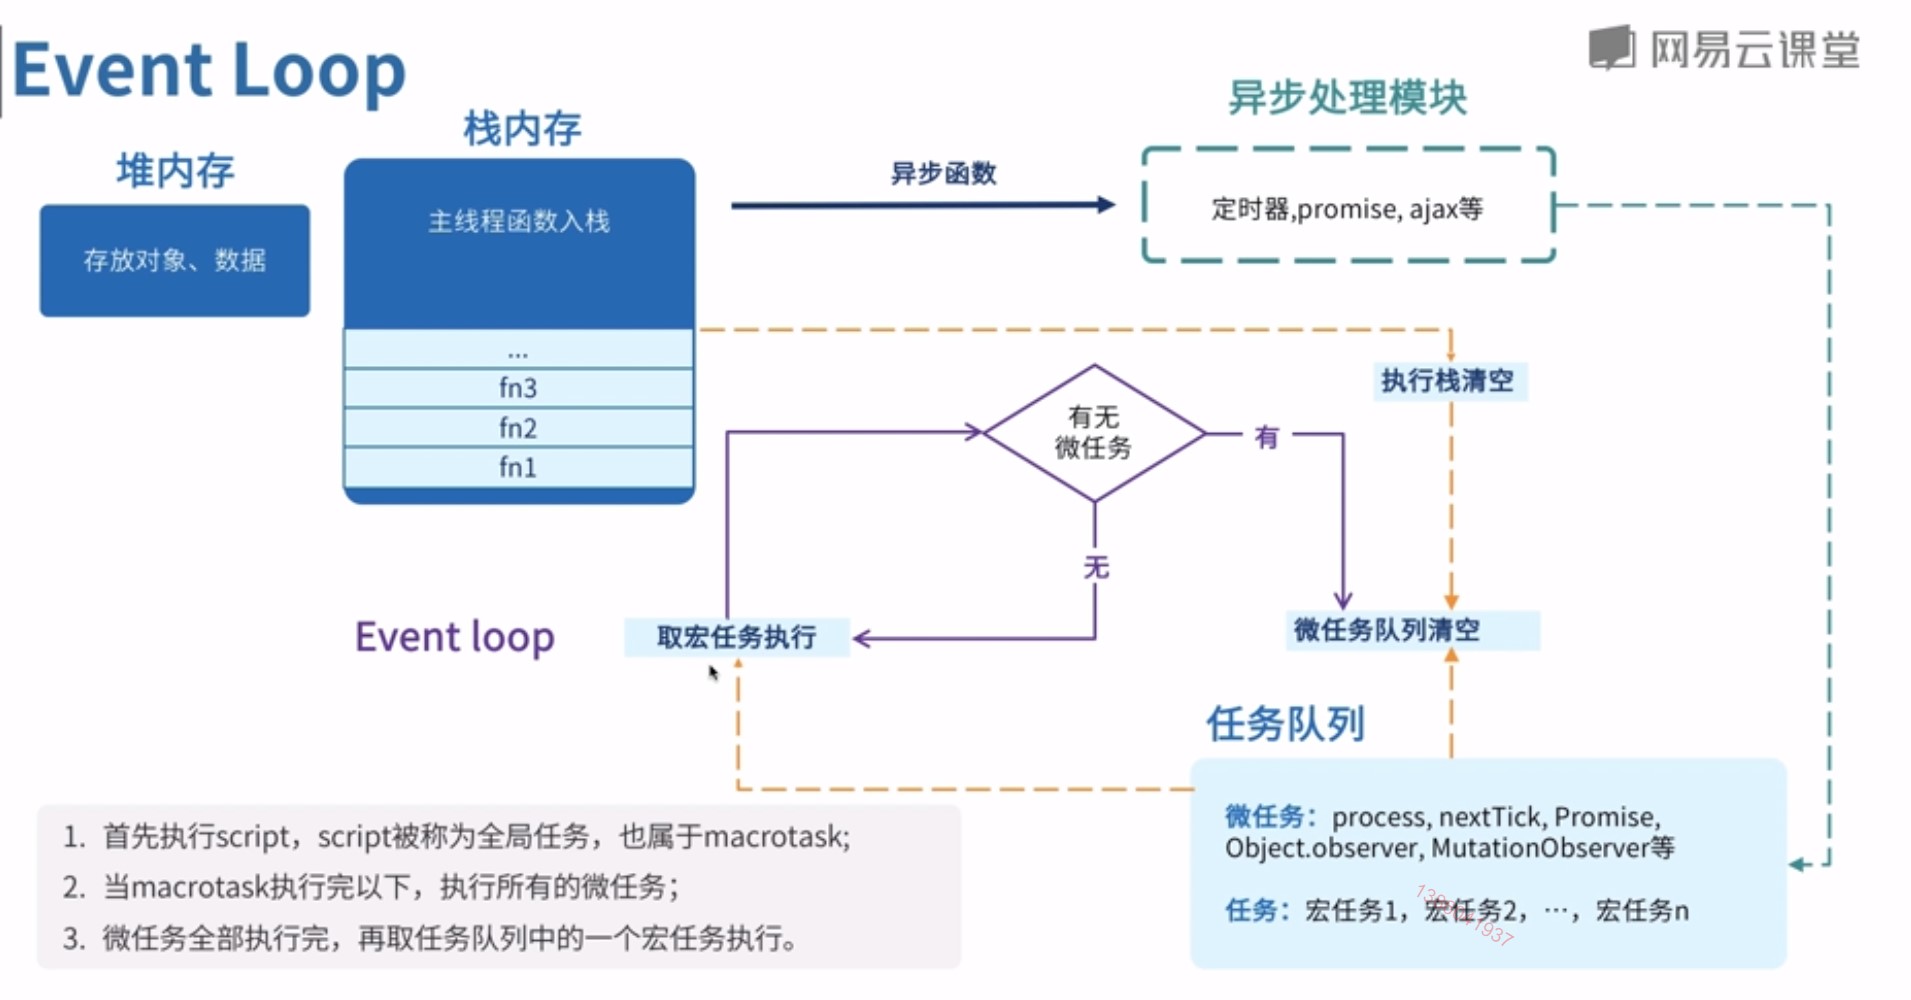 Event Loop
网易云课堂
堆内存
存放对象、数据
栈内存
主线程函数入栈
...
fn3
fn2
fn1
异步函数
异步处理模块
定时器,promise, ajax等
执行栈清空
有无
微任务
有
无
Event loop
取宏任务执行
微任务队列清空
任务队列
微任务：process, nextTick, Promise,
Object.observer, MutationObserver等
任务：宏任务1，宏任务2，…，宏任务n
1. 首先执行script，script被称为全局任务，也属于macrotask;
2. 当macrotask执行完以下，执行所有的微任务；
3. 微任务全部执行完，再取任务队列中的一个宏任务执行。